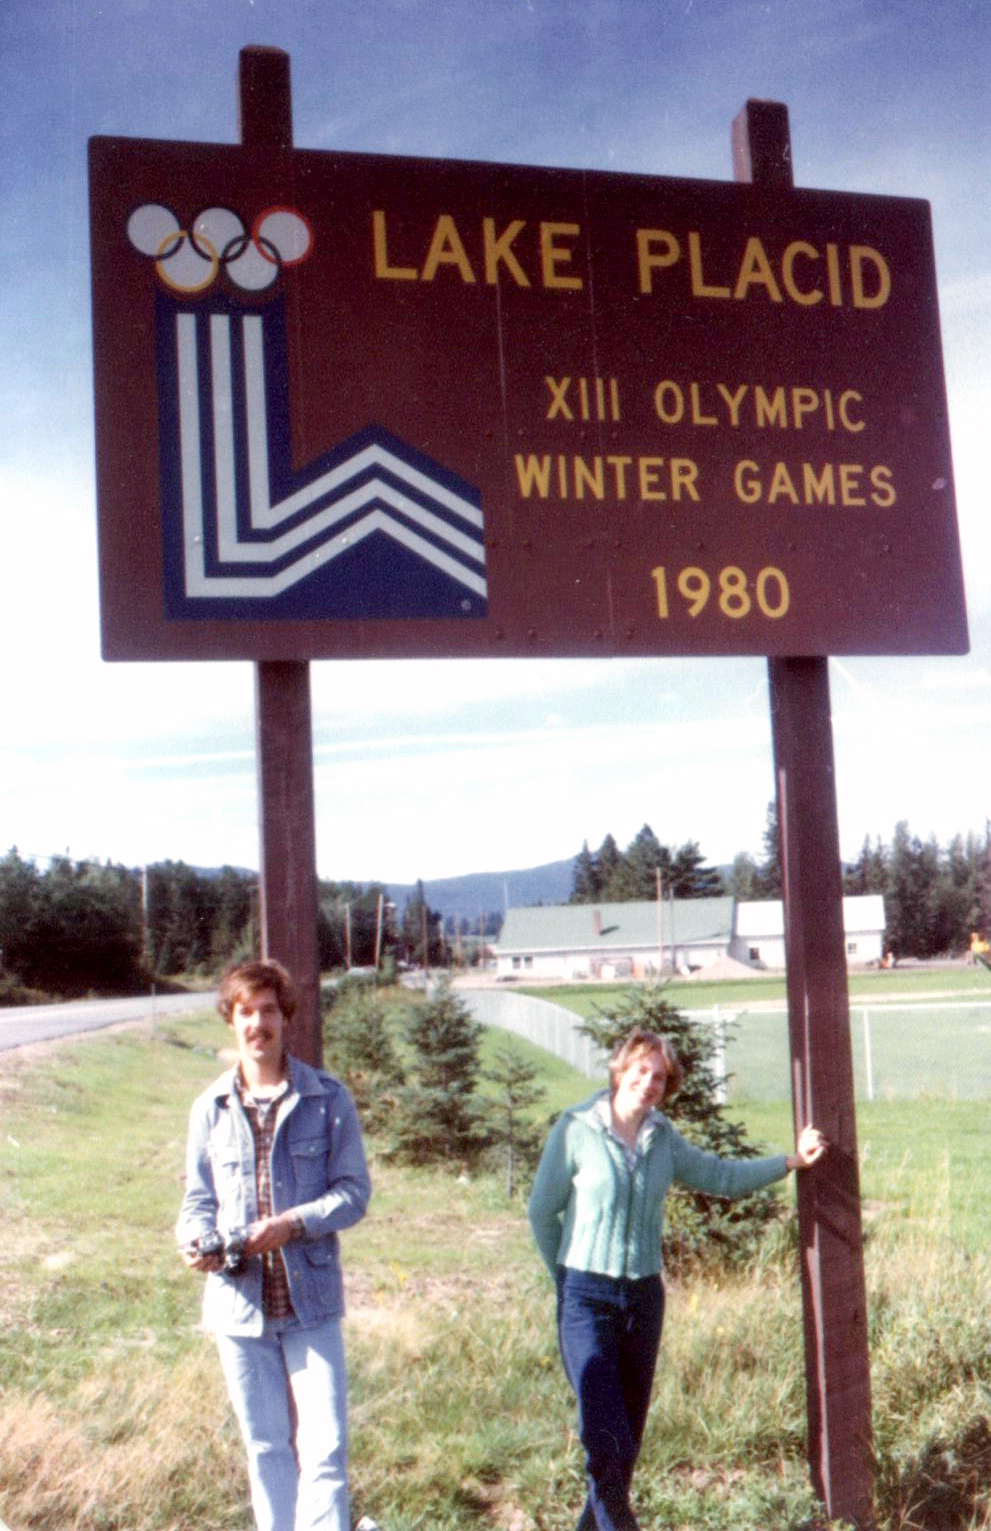 LAKE PLACID
XIII OLYMPIC
WINTER GAMES
1980